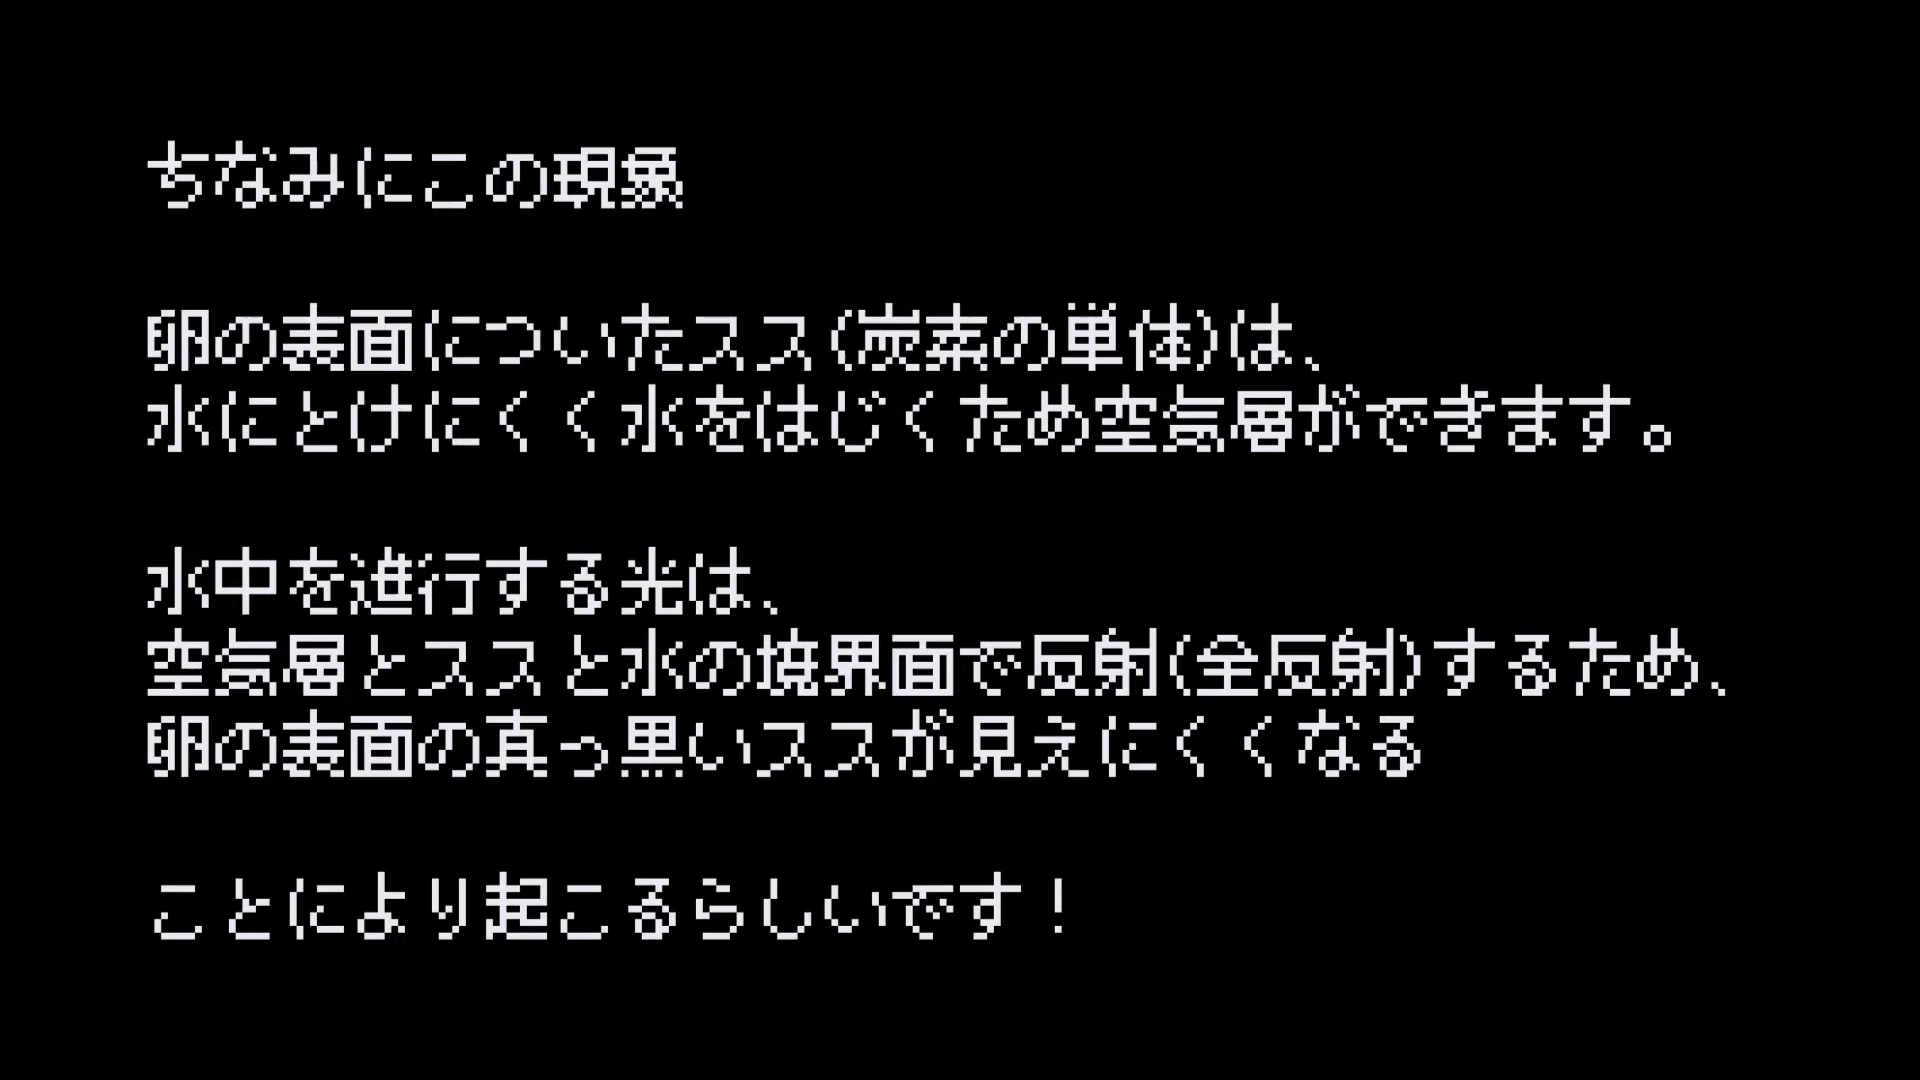 ちなみにこの現象
卵の表面についたスス(炭素の単体)は、
水にとけにくく水をはじくため空気層ができます。
水中を進行する光は、
空気層とススと水の境界面で反射(全反射)するため、
卵の表面の真っ黒いススが見えにくくなる
ことにより起こるらしいです！